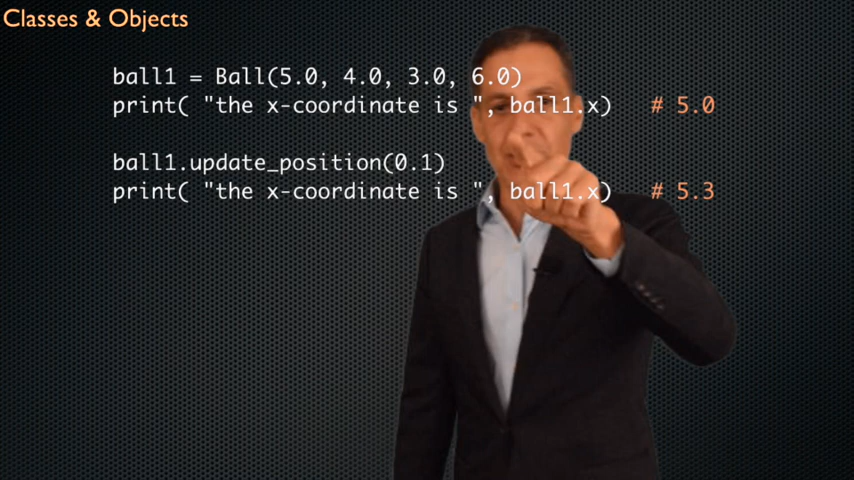 Classes & Objects
ball1 = Ball(5.0, 4.0, 3.0, 6.0)
print( "the x-coordinate is ", ball1.x)   # 5.0
ball1.update_position(0.1)
print( "the x-coordinate is ", ball1.x)   # 5.3